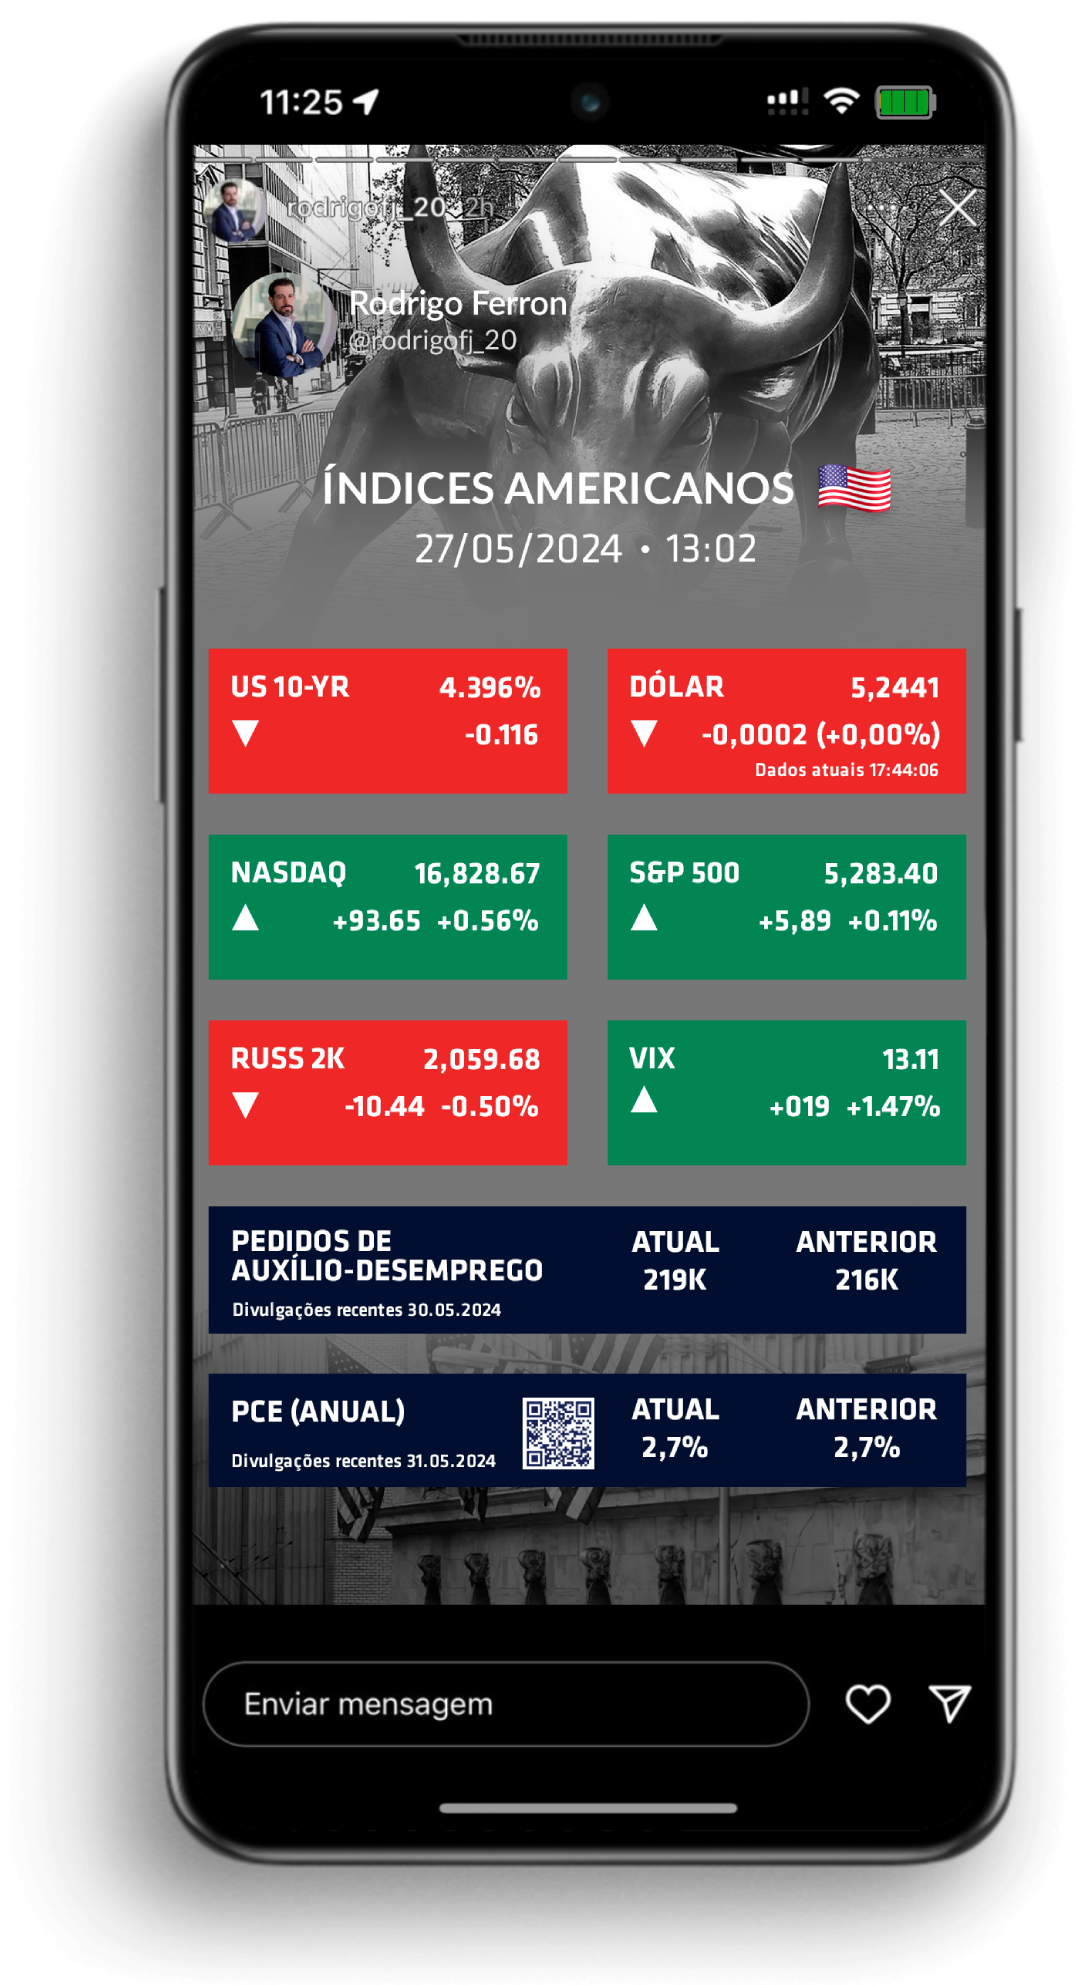 11:25
rodrigofj_20 2h
Rodrigo Ferron
@rodrigofj_20
ÍNDICES AMERICANOS
27/05/2024 • 13:02
US 10-YR 4.396%
-0.116
DÓLAR 5,2441
-0,0002 (+0,00%)
Dados atuais 17:44:06
NASDAQ 16,828.67
+93.65 +0.56%
S&P 500 5,283.40
+5,89 +0.11%
RUSS 2K 2,059.68
-10.44 -0.50%
VIX 13.11
+019 +1.47%
PEDIDOS DE
AUXÍLIO-DESEMPREGO
Divulgações recentes 30.05.2024
ATUAL
219K
ANTERIOR
216K
PCE (ANUAL)
Divulgações recentes 31.05.2024
ATUAL
2,7%
ANTERIOR
2,7%
Enviar mensagem